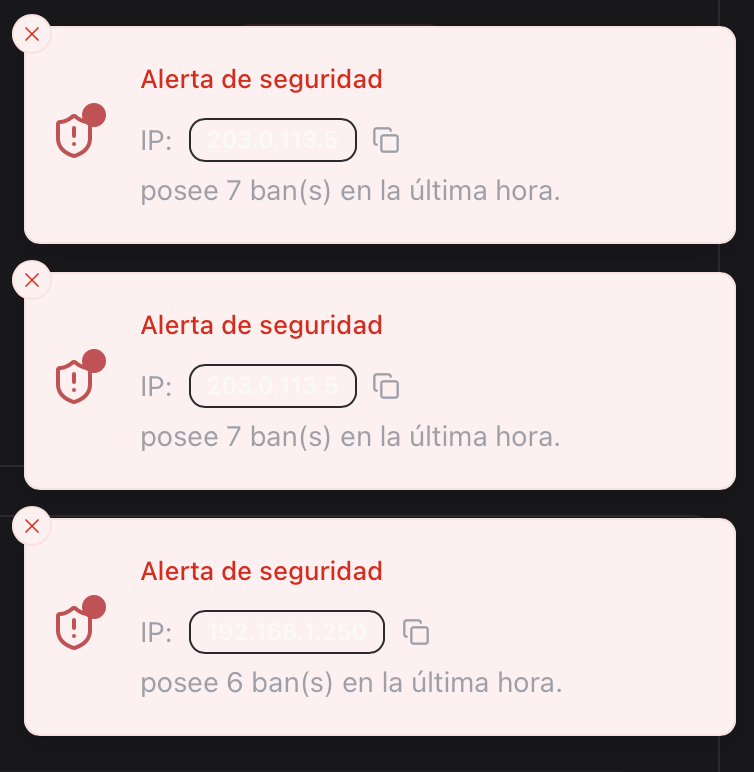 Alerta de seguridad
IP: 203.0.113.5
posee 7 ban(s) en la última hora.
Alerta de seguridad
IP: 203.0.113.5
posee 7 ban(s) en la última hora.
Alerta de seguridad
IP: 192.168.1.250
posee 6 ban(s) en la última hora.